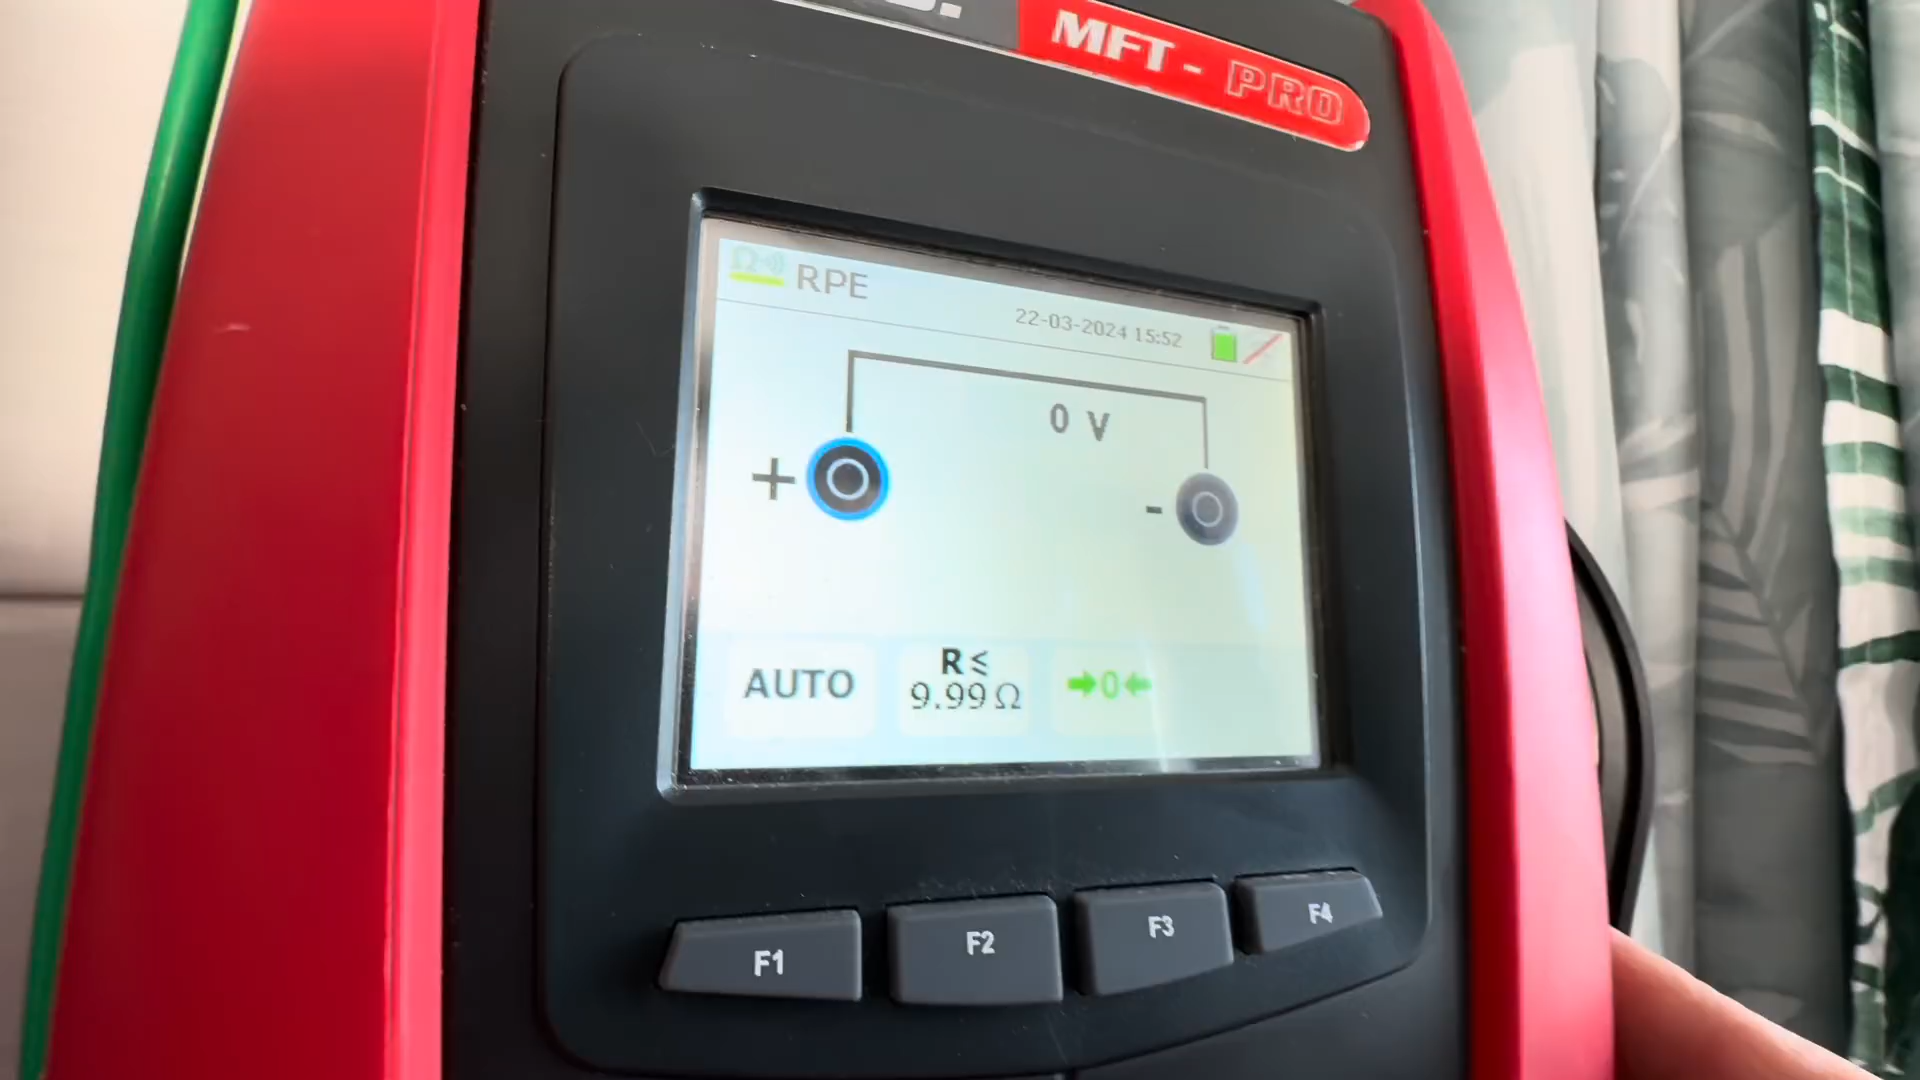 MFT - PRO
RPE
22-03-2024 15:52
0 V
+
-
AUTO
R≤
9.99 Ω
→0←
F1
F2
F3
F4